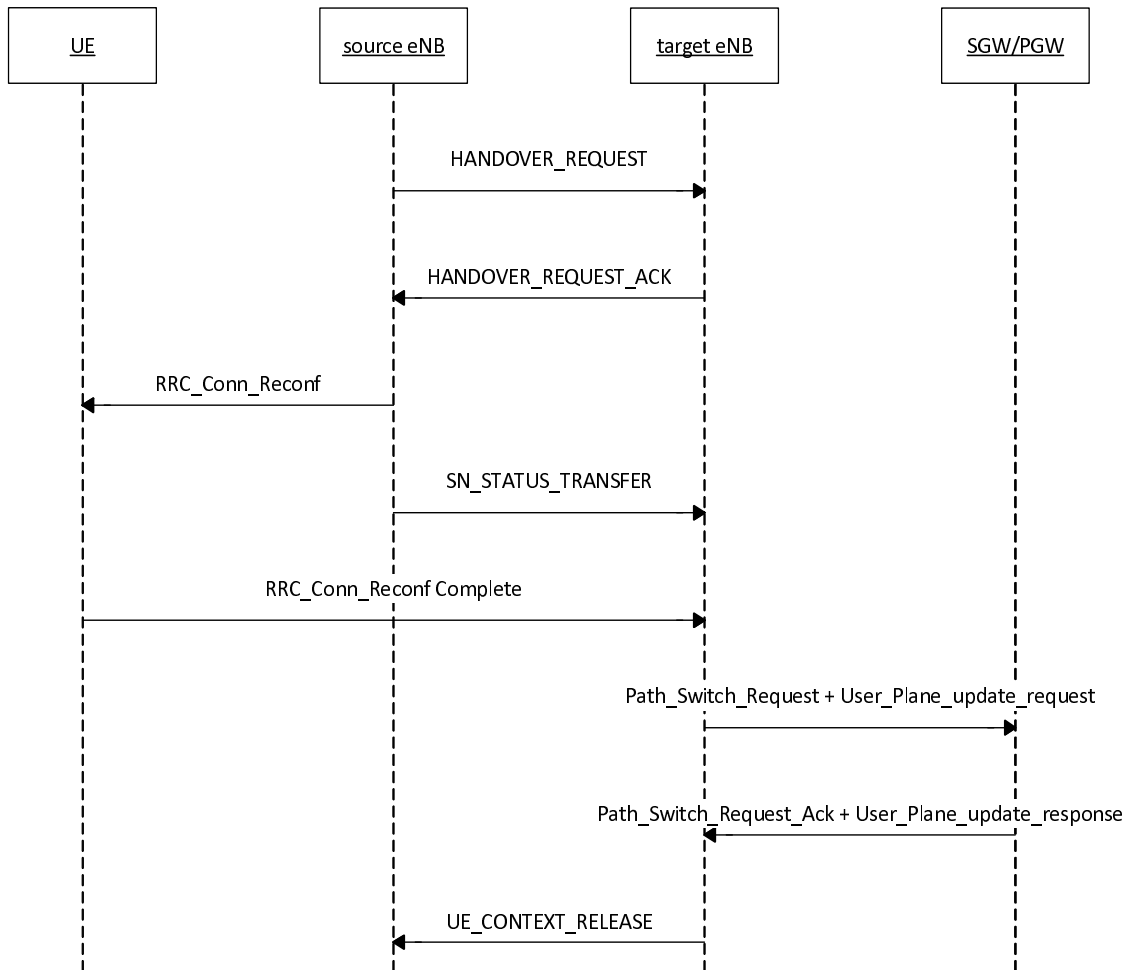 UE
source eNB
target eNB
SGW/PGW
HANDOVER_REQUEST
HANDOVER_REQUEST_ACK
RRC_Conn_Reconf
SN_STATUS_TRANSFER
RRC_Conn_Reconf Complete
Path_Switch_Request + User_Plane_update_request
Path_Switch_Request_Ack + User_Plane_update_response
UE_CONTEXT_RELEASE